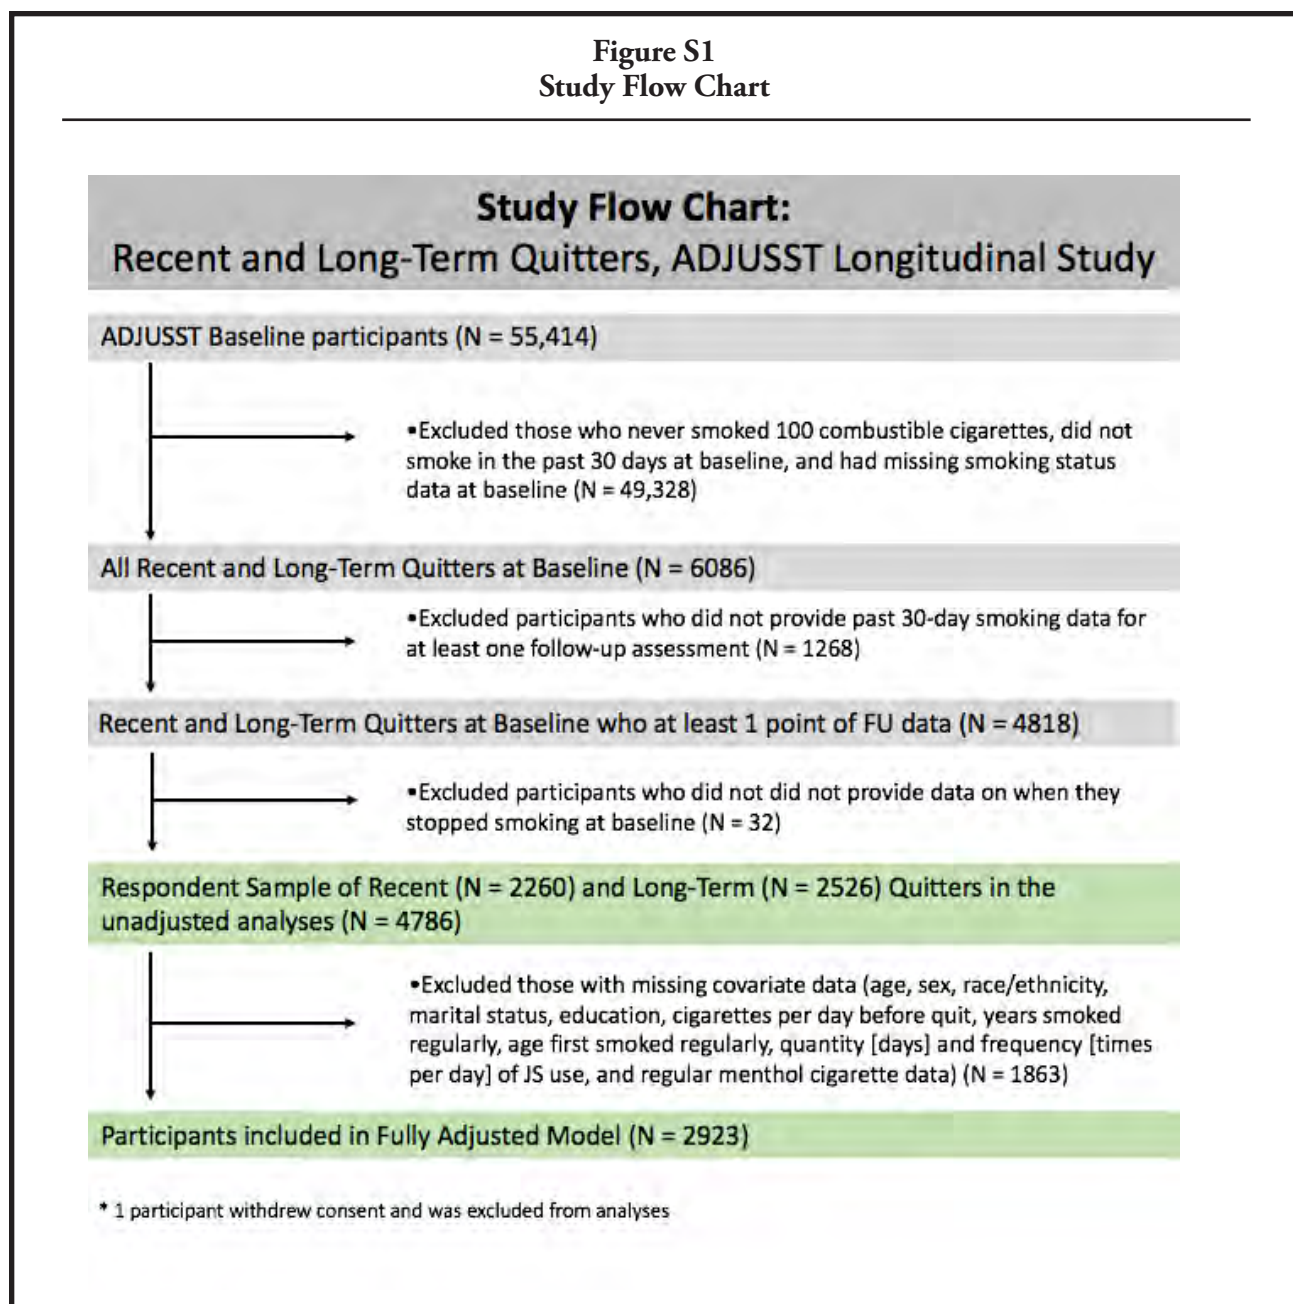 Figure S1
Study Flow Chart
Study Flow Chart:
Recent and Long-Term Quitters, ADJUSST Longitudinal Study
ADJUSST Baseline participants (N = 55,414)
▪Excluded those who never smoked 100 combustible cigarettes, did not
smoke in the past 30 days at baseline, and had missing smoking status
data at baseline (N = 49,328)
All Recent and Long-Term Quitters at Baseline (N = 6086)
▪Excluded participants who did not provide past 30-day smoking data for
at least one follow-up assessment (N = 1268)
Recent and Long-Term Quitters at Baseline who at least 1 point of FU data (N = 4818)
▪Excluded participants who did not did not provide data on when they
stopped smoking at baseline (N = 32)
Respondent Sample of Recent (N = 2260) and Long-Term (N = 2526) Quitters in the
unadjusted analyses (N = 4786)
▪Excluded those with missing covariate data (age, sex, race/ethnicity,
marital status, education, cigarettes per day before quit, years smoked
regularly, age first smoked regularly, quantity [days] and frequency [times
per day] of JS use, and regular menthol cigarette data) (N = 1863)
Participants included in Fully Adjusted Model (N = 2923)
* 1 participant withdrew consent and was excluded from analyses